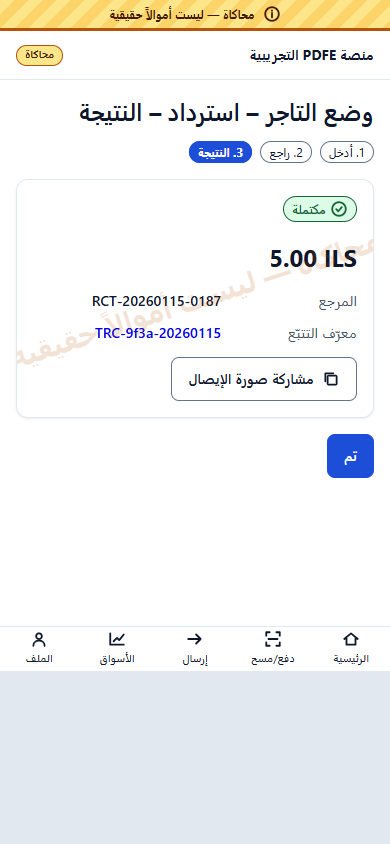 محاكاة — ليست أموالاً حقيقية
منصة PDFE التجريبية
محاكاة
وضع التاجر – استرداد – النتيجة
1. أدخل
2. راجع
3. النتيجة
مكتملة
5.00 ILS
محاكاة — ليست أموالاً حقيقية
المرجع RCT-20260115-0187
معرّف التتبّع TRC-9f3a-20260115
مشاركة صورة الإيصال
تم
الرئيسية
دفع/مسح
إرسال
الأسواق
الملف